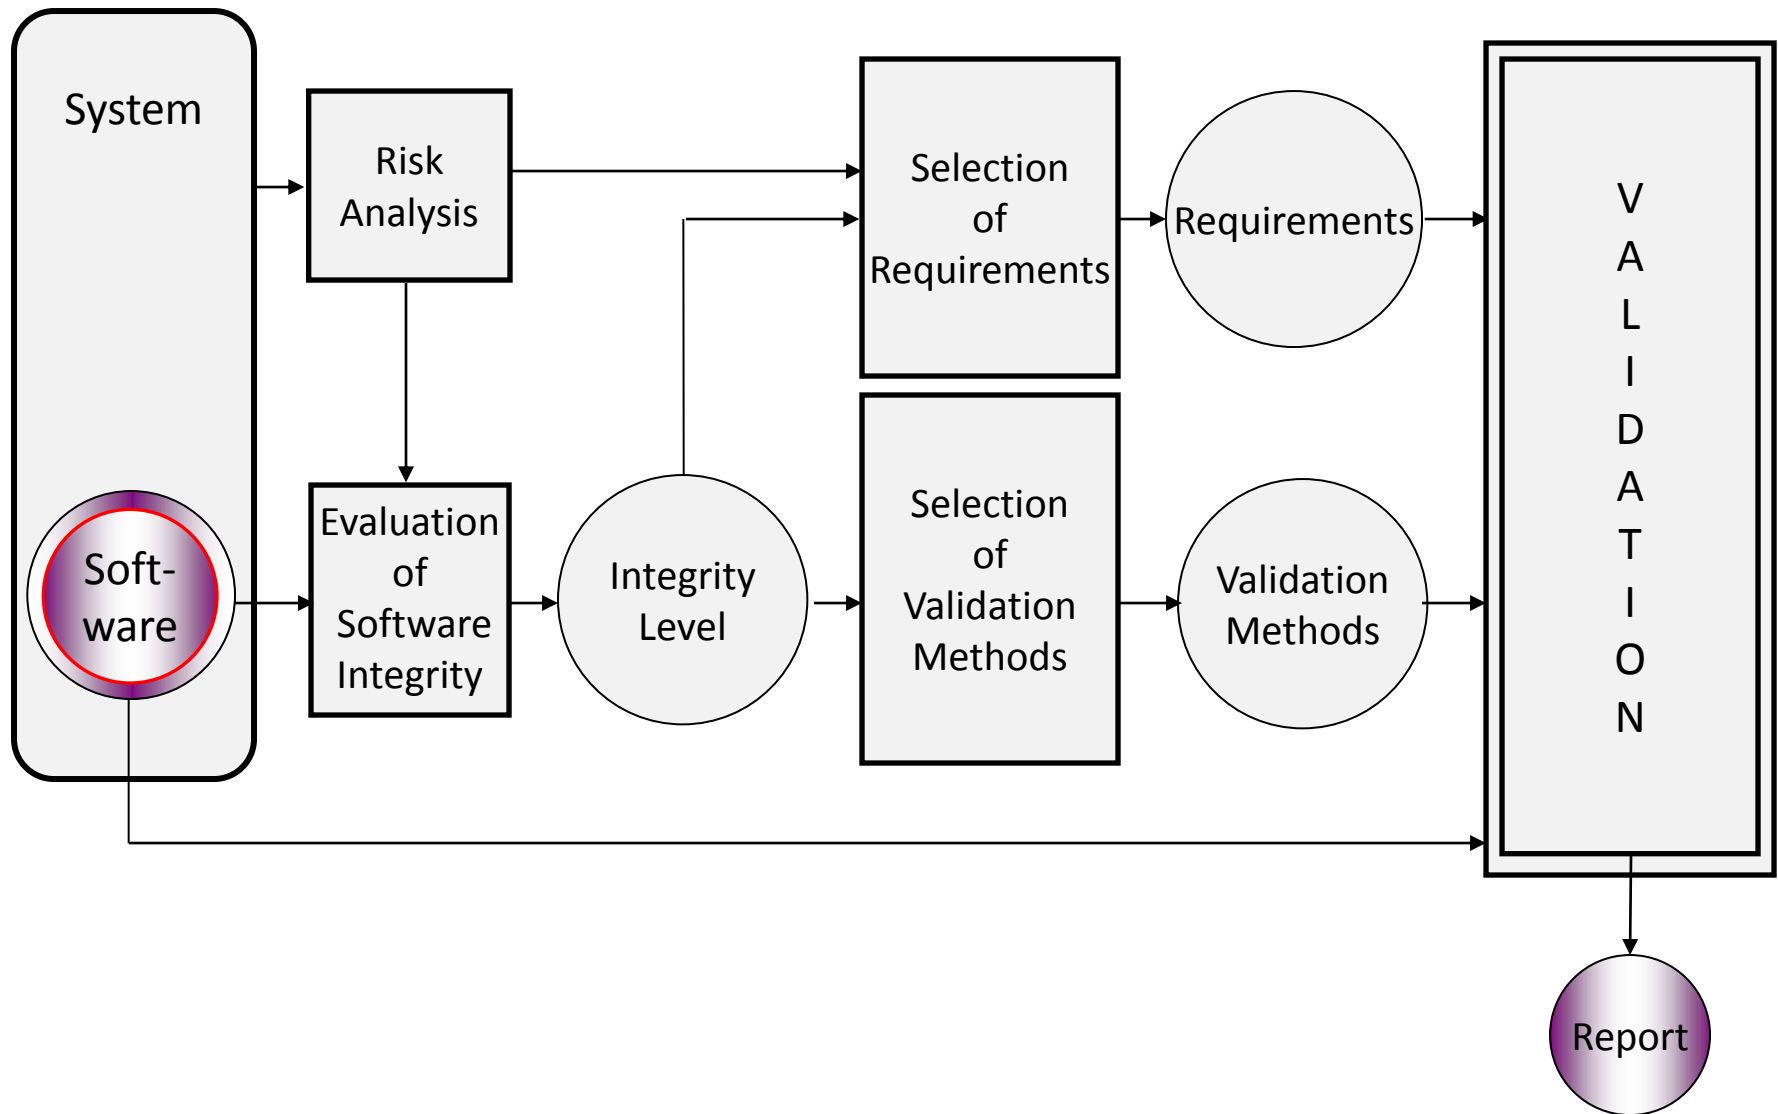 System
Soft-
ware
Risk
Analysis
Evaluation
of
Software
Integrity
Integrity
Level
Selection
of
Requirements
Selection
of
Validation
Methods
Requirements
Validation
Methods
V
A
L
I
D
A
T
I
O
N
Report